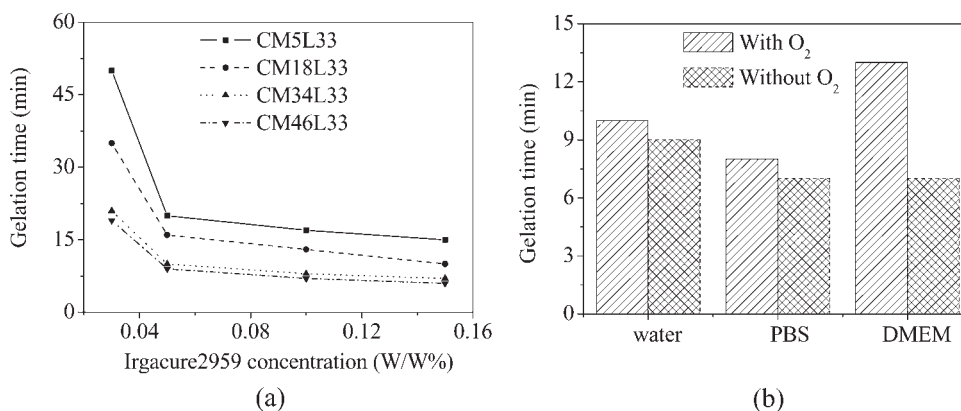 60
45
30
15
0
Gelation time (min)
CM5L33
CM18L33
CM34L33
CM46L33
0.04
0.08
0.12
0.16
Irgacure2959 concentration (W/W%)
(a)
15
12
9
6
3
0
Gelation time (min)
With O₂
Without O₂
water
PBS
DMEM
(b)